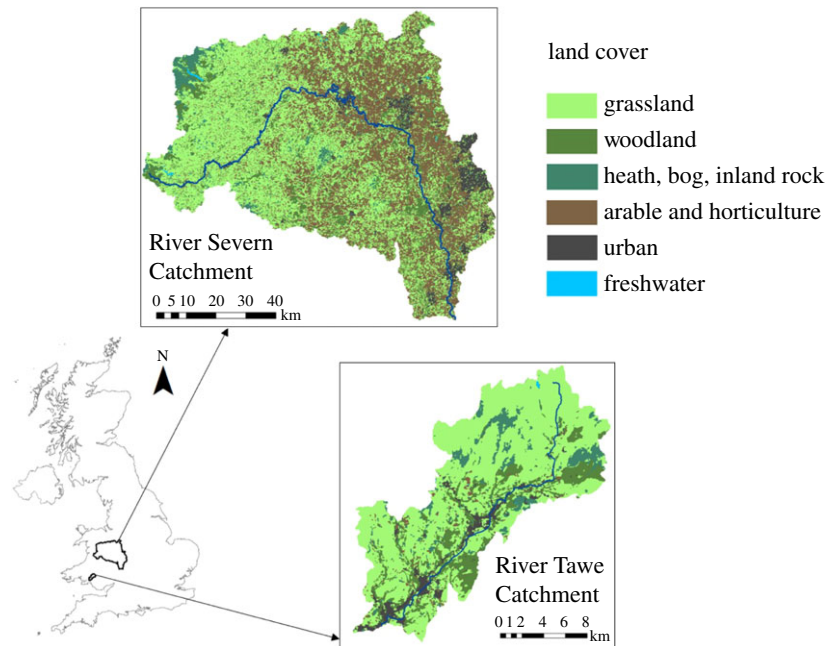 land cover
grassland
woodland
heath, bog, inland rock
arable and horticulture
urban
freshwater
River Severn
Catchment
0 5 10 20 30 40
km
N
River Tawe
Catchment
0 1 2 4 6 8
km